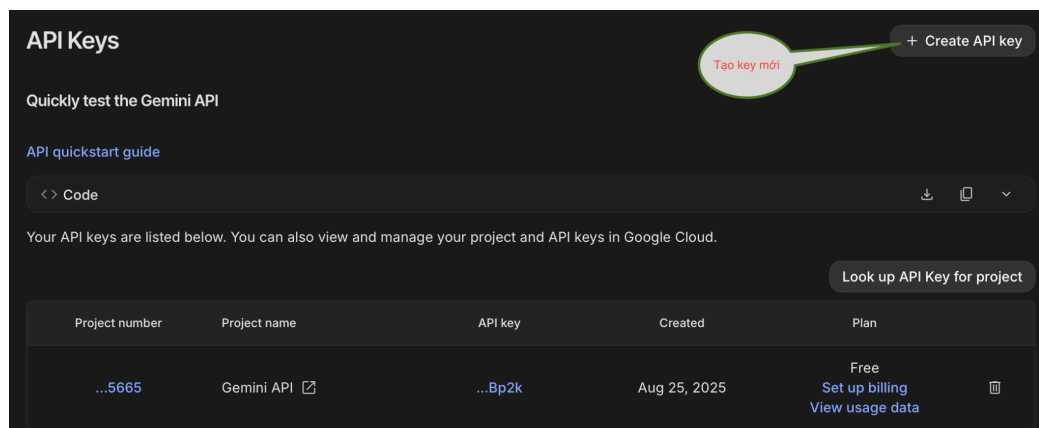 API Keys
+ Create API key
Tạo key mới
Quickly test the Gemini API
API quickstart guide
<> Code
Your API keys are listed below. You can also view and manage your project and API keys in Google Cloud.
Look up API Key for project
Project number Project name API key Created Plan
...5665 Gemini API ...Bp2k Aug 25, 2025 Free
Set up billing
View usage data